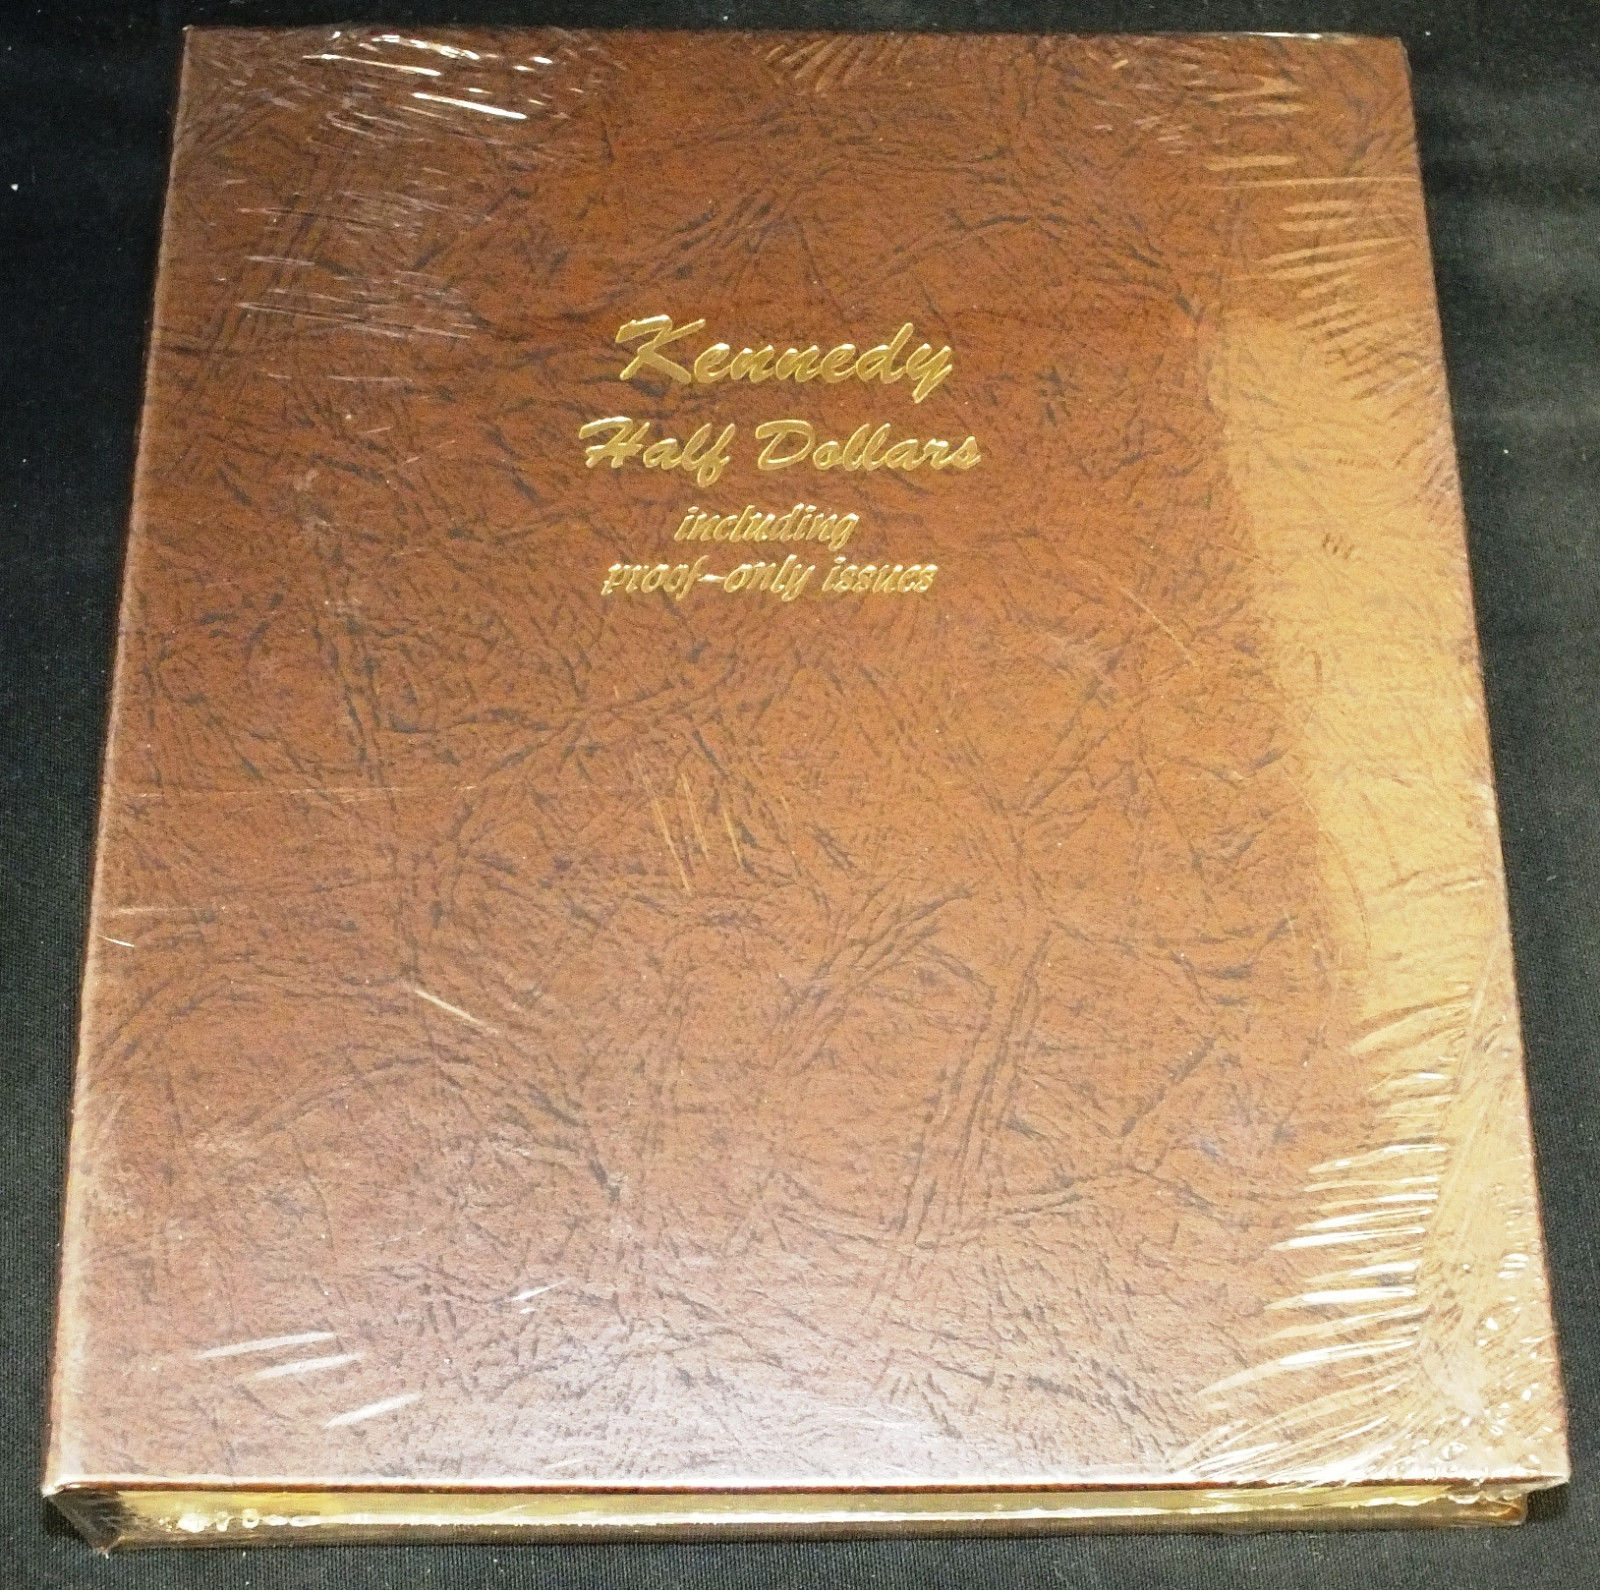 Kennedy
Half Dollars
including
proof-only issues